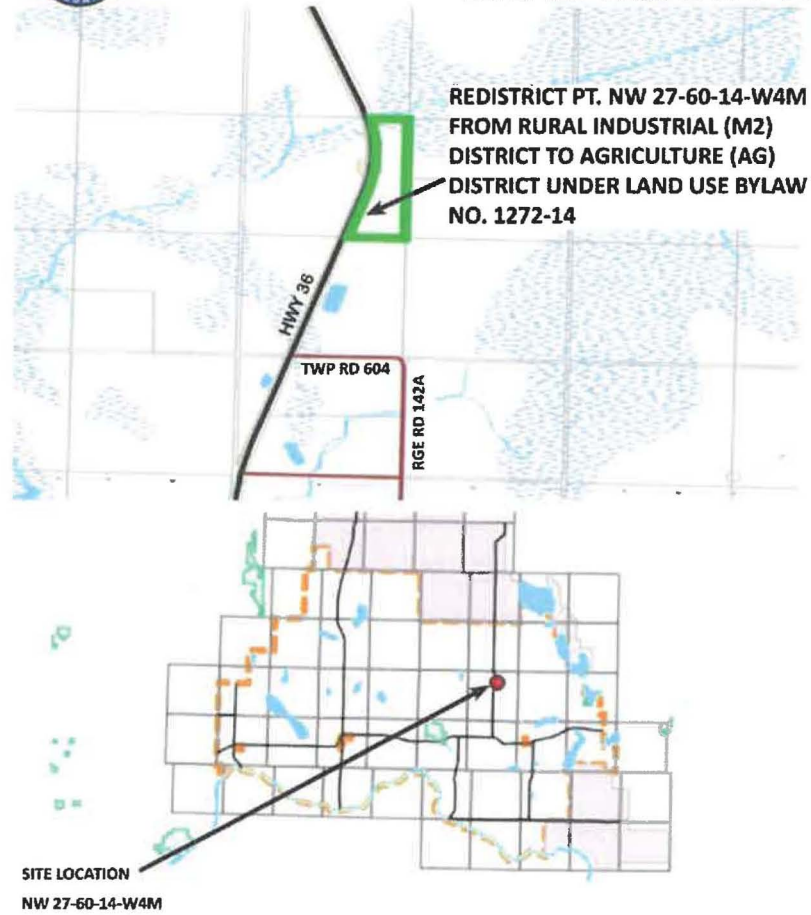 REDISTRICT PT. NW 27-60-14-W4M
FROM RURAL INDUSTRIAL (M2)
DISTRICT TO AGRICULTURE (AG)
DISTRICT UNDER LAND USE BYLAW
NO. 1272-14
HWY 36
TWP RD 604
RGE RD 142A
SITE LOCATION
NW 27-60-14-W4M